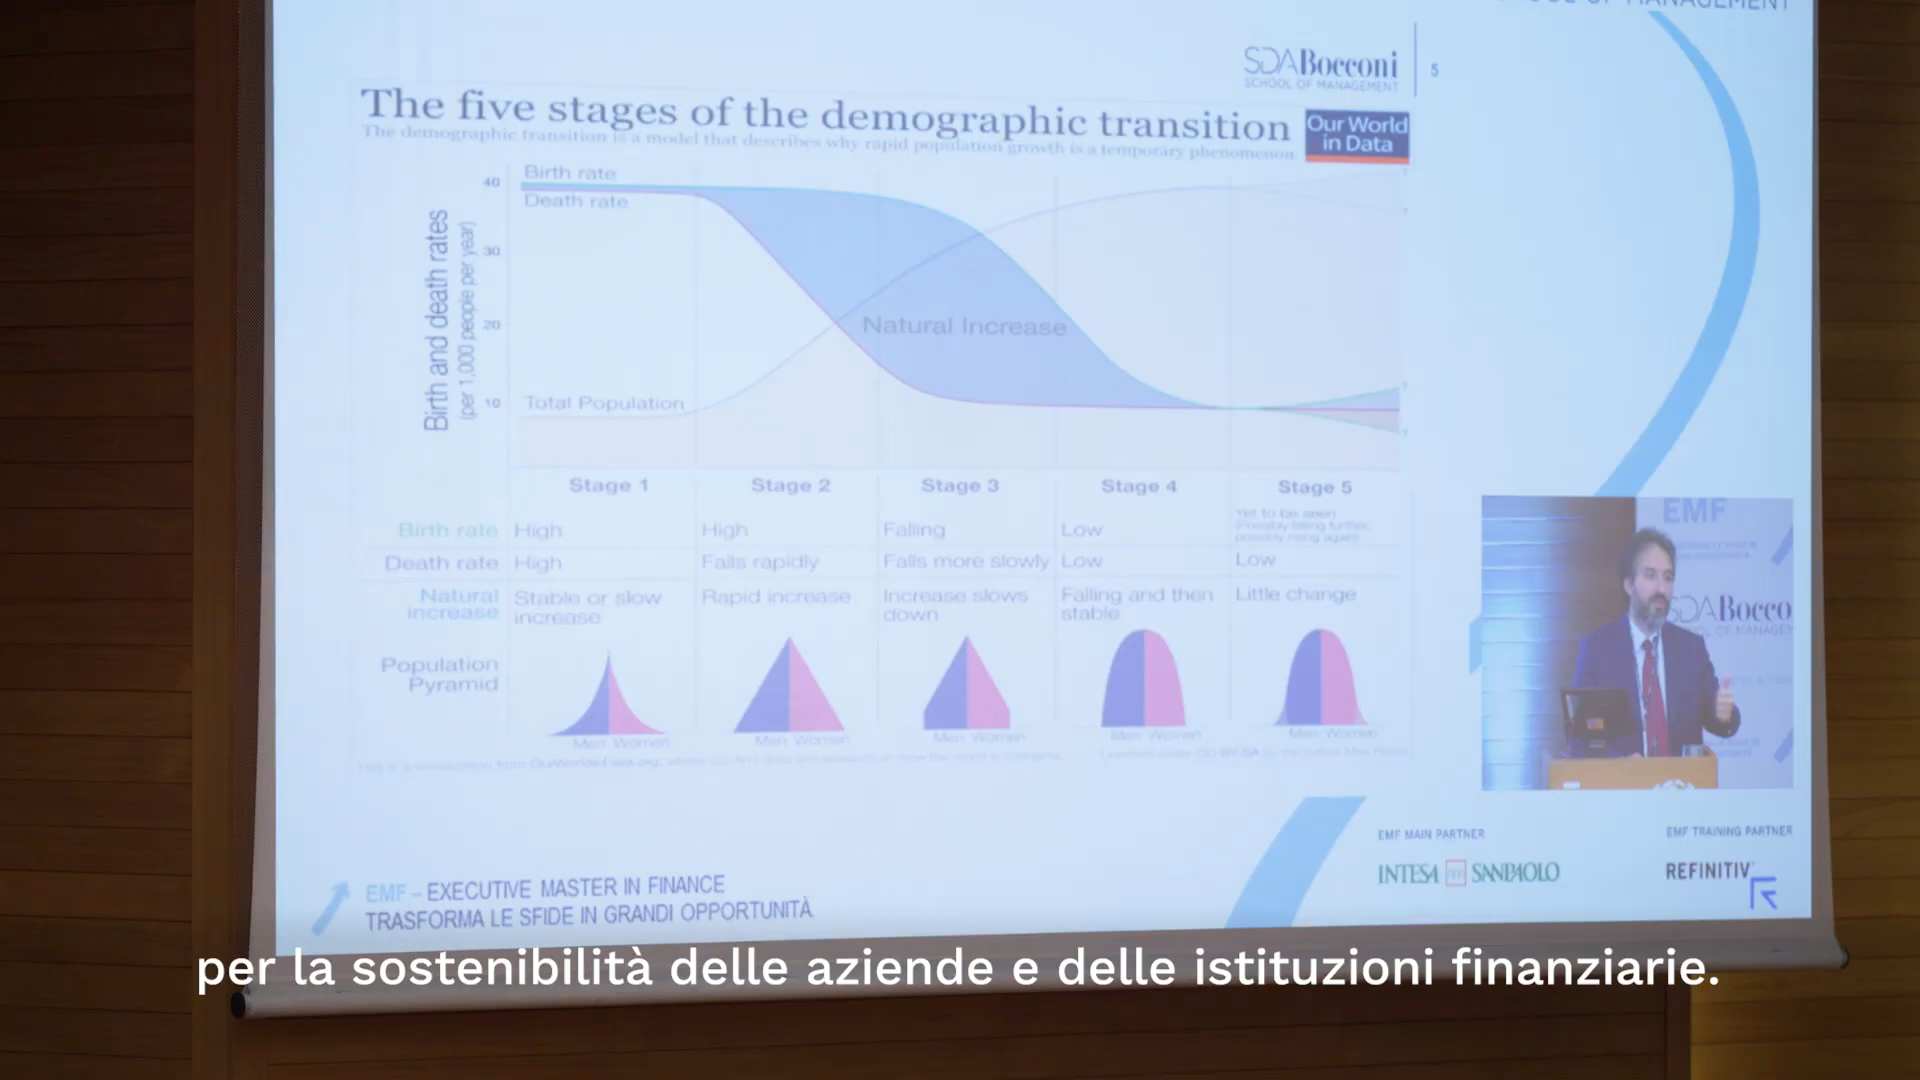 SDA Bocconi
SCHOOL OF MANAGEMENT
5
The five stages of the demographic transition
The demographic transition is a model that describes why rapid population growth is a temporary phenomenon.
Our World
in Data
Birth and death rates
(per 1,000 people per year)
40
30
20
10
Birth rate
Death rate
Natural Increase
Total Population
Stage 1
Stage 2
Stage 3
Stage 4
Stage 5
Birth rate
High
High
Falling
Low
Yet to be seen
(Possibly falling further,
possibly rising again)
Death rate
High
Falls rapidly
Falls more slowly
Low
Low
Natural
increase
Stable or slow
increase
Rapid increase
Increase slows
down
Falling and then
stable
Little change
Population
Pyramid
Men Women
Men Women
Men Women
Men Women
Men Women
EMF
SDA Bocco
EMF MAIN PARTNER
INTESA SANPAOLO
EMF TRAINING PARTNER
REFINITIV
EMF – EXECUTIVE MASTER IN FINANCE
TRASFORMA LE SFIDE IN GRANDI OPPORTUNITÀ
per la sostenibilità delle aziende e delle istituzioni finanziarie.